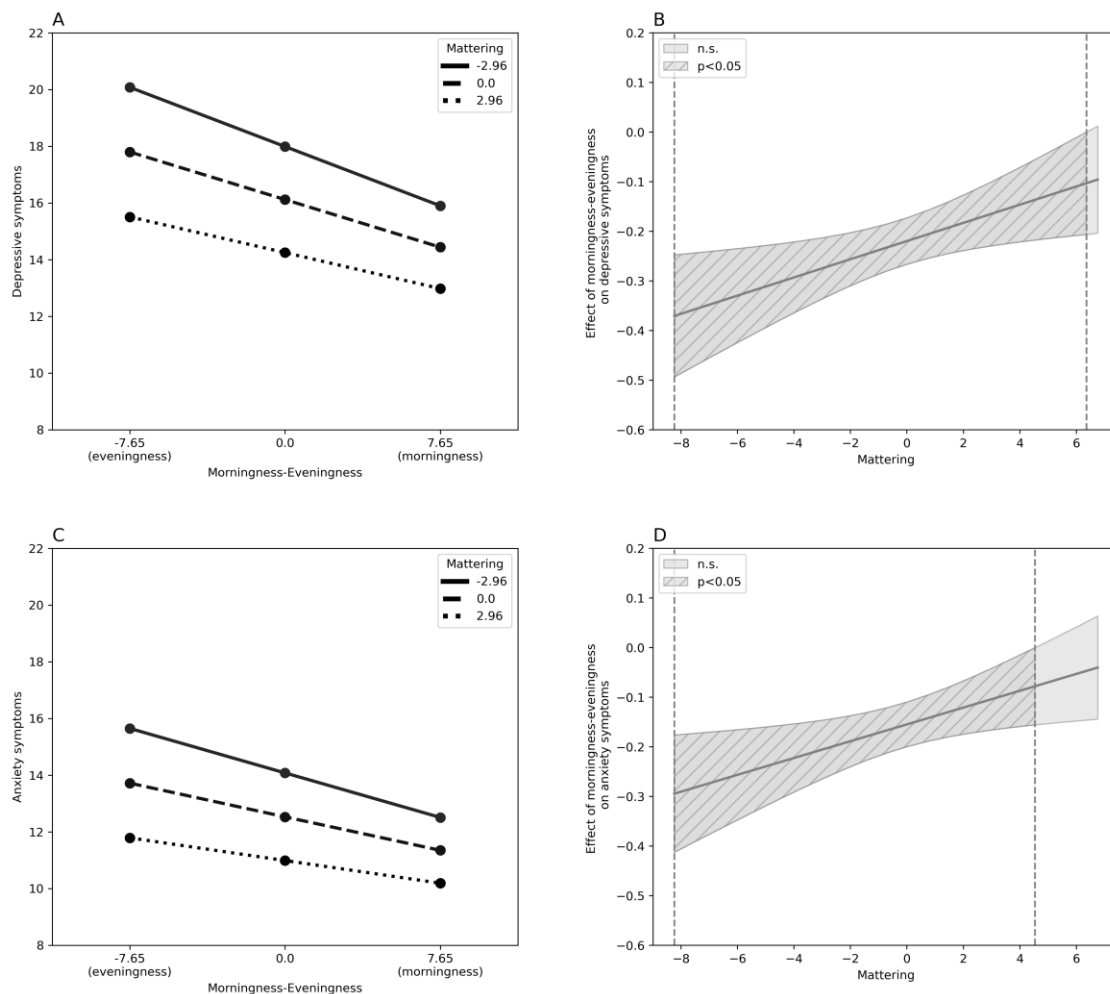 A
22
20
18
16
14
12
10
8
Depressive symptoms
Mattering
-2.96
0.0
2.96
-7.65
(eveningness)
0.0
7.65
(morningness)
Morningness-Eveningness
B
0.2
0.1
0.0
−0.1
−0.2
−0.3
−0.4
−0.5
−0.6
Effect of morningness-eveningness
on depressive symptoms
n.s.
p<0.05
−8
−6
−4
−2
0
2
4
6
Mattering
C
22
20
18
16
14
12
10
8
Anxiety symptoms
Mattering
-2.96
0.0
2.96
-7.65
(eveningness)
0.0
7.65
(morningness)
Morningness-Eveningness
D
0.2
0.1
0.0
−0.1
−0.2
−0.3
−0.4
−0.5
−0.6
Effect of morningness-eveningness
on anxiety symptoms
n.s.
p<0.05
−8
−6
−4
−2
0
2
4
6
Mattering